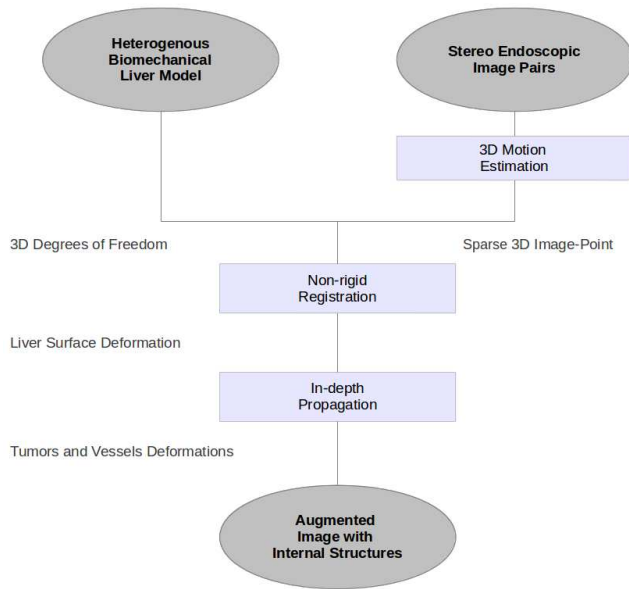 Heterogenous
Biomechanical
Liver Model
Stereo Endoscopic
Image Pairs
3D Motion
Estimation
3D Degrees of Freedom
Sparse 3D Image-Point
Non-rigid
Registration
Liver Surface Deformation
In-depth
Propagation
Tumors and Vessels Deformations
Augmented
Image with
Internal Structures